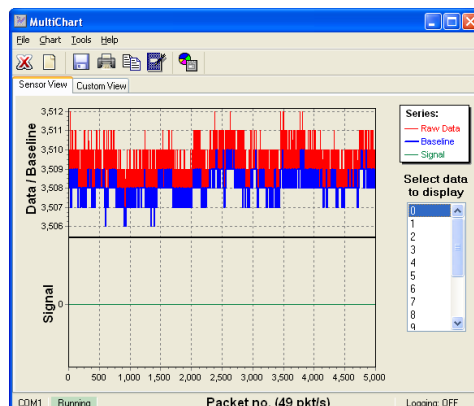 MultiChart
File Chart Tools Help
Sensor View Custom View
Data / Baseline
3,512
3,511
3,510
3,509
3,508
3,507
3,506
Series:
Raw Data
Baseline
Signal
Select data
to display
0
1
2
3
4
5
6
7
8
9
Signal
0
0 500 1,000 1,500 2,000 2,500 3,000 3,500 4,000 4,500 5,000
COM1 Running Packet no. (49 pkt/s) Logging: OFF